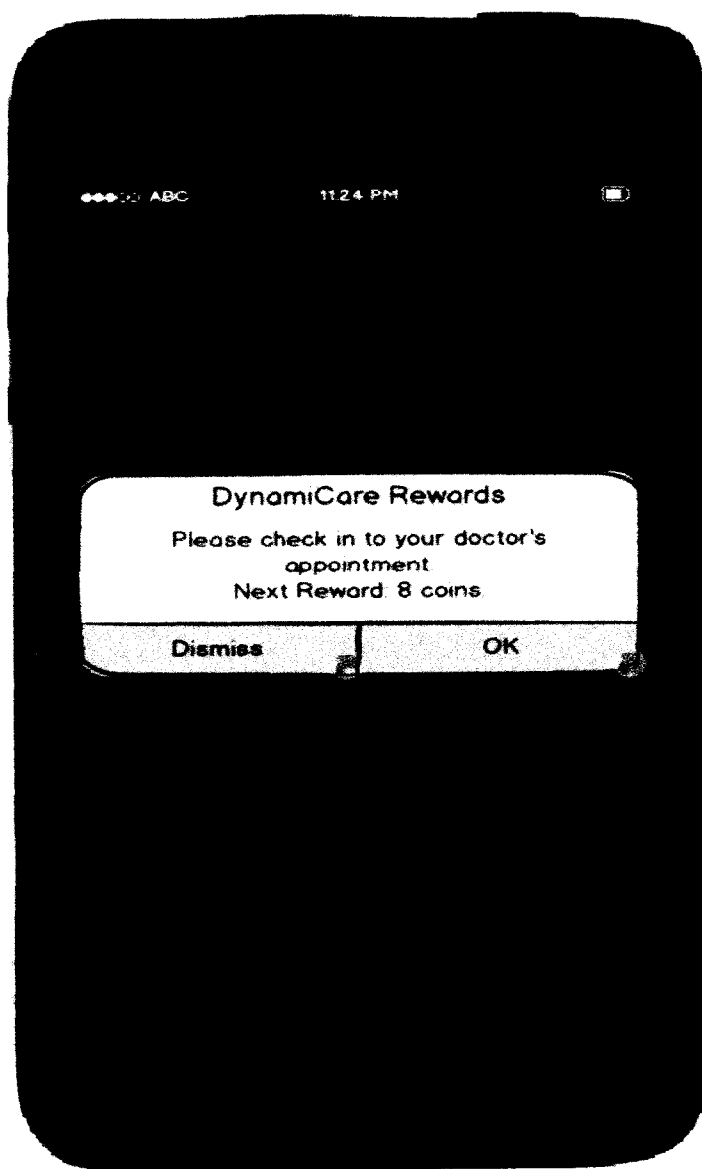 ABC 11:24 PM
DynamiCare Rewards
Please check in to your doctor's
appointment
Next Reward: 8 coins.
Dismiss OK